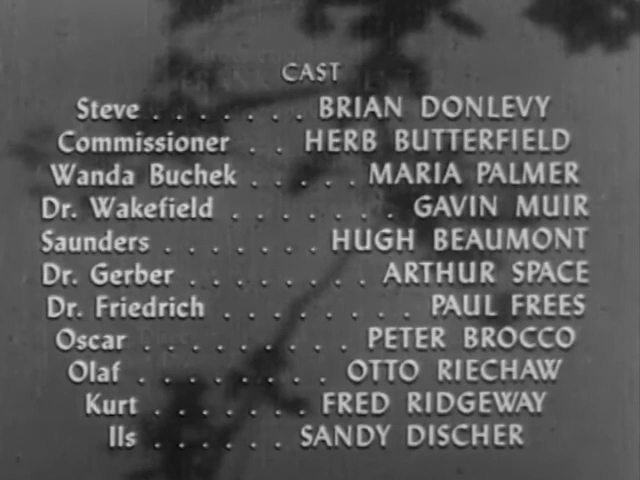 CAST
Steve . . . . . . . BRIAN DONLEVY
Commissioner . . HERB BUTTERFIELD
Wanda Buchek . . . . . MARIA PALMER
Dr. Wakefield . . . . . . . GAVIN MUIR
Saunders . . . . . . . HUGH BEAUMONT
Dr. Gerber . . . . . . . . ARTHUR SPACE
Dr. Friedrich . . . . . . . . PAUL FREES
Oscar . . . . . . . . . PETER BROCCO
Olaf . . . . . . . . OTTO RIECHAW
Kurt . . . . . . . FRED RIDGEWAY
Ils . . . . . . SANDY DISCHER